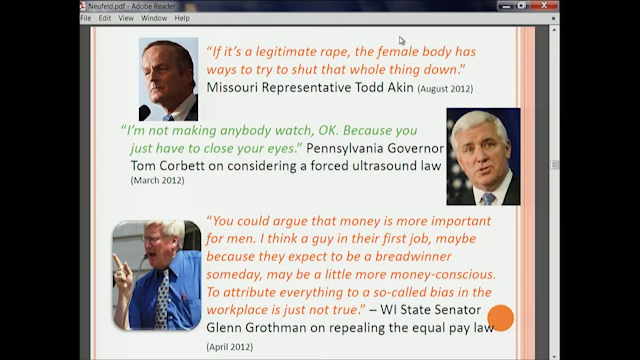 Neufeld.pdf - Adobe Reader
File Edit View Window Help
"If it's a legitimate rape, the female body has
ways to try to shut that whole thing down."
Missouri Representative Todd Akin (August 2012)
"I'm not making anybody watch, OK. Because you
just have to close your eyes." Pennsylvania Governor
Tom Corbett on considering a forced ultrasound law
(March 2012)
"You could argue that money is more important
for men. I think a guy in their first job, maybe
because they expect to be a breadwinner
someday, may be a little more money-conscious.
To attribute everything to a so-called bias in the
workplace is just not true." – WI State Senator
Glenn Grothman on repealing the equal pay law
(April 2012)